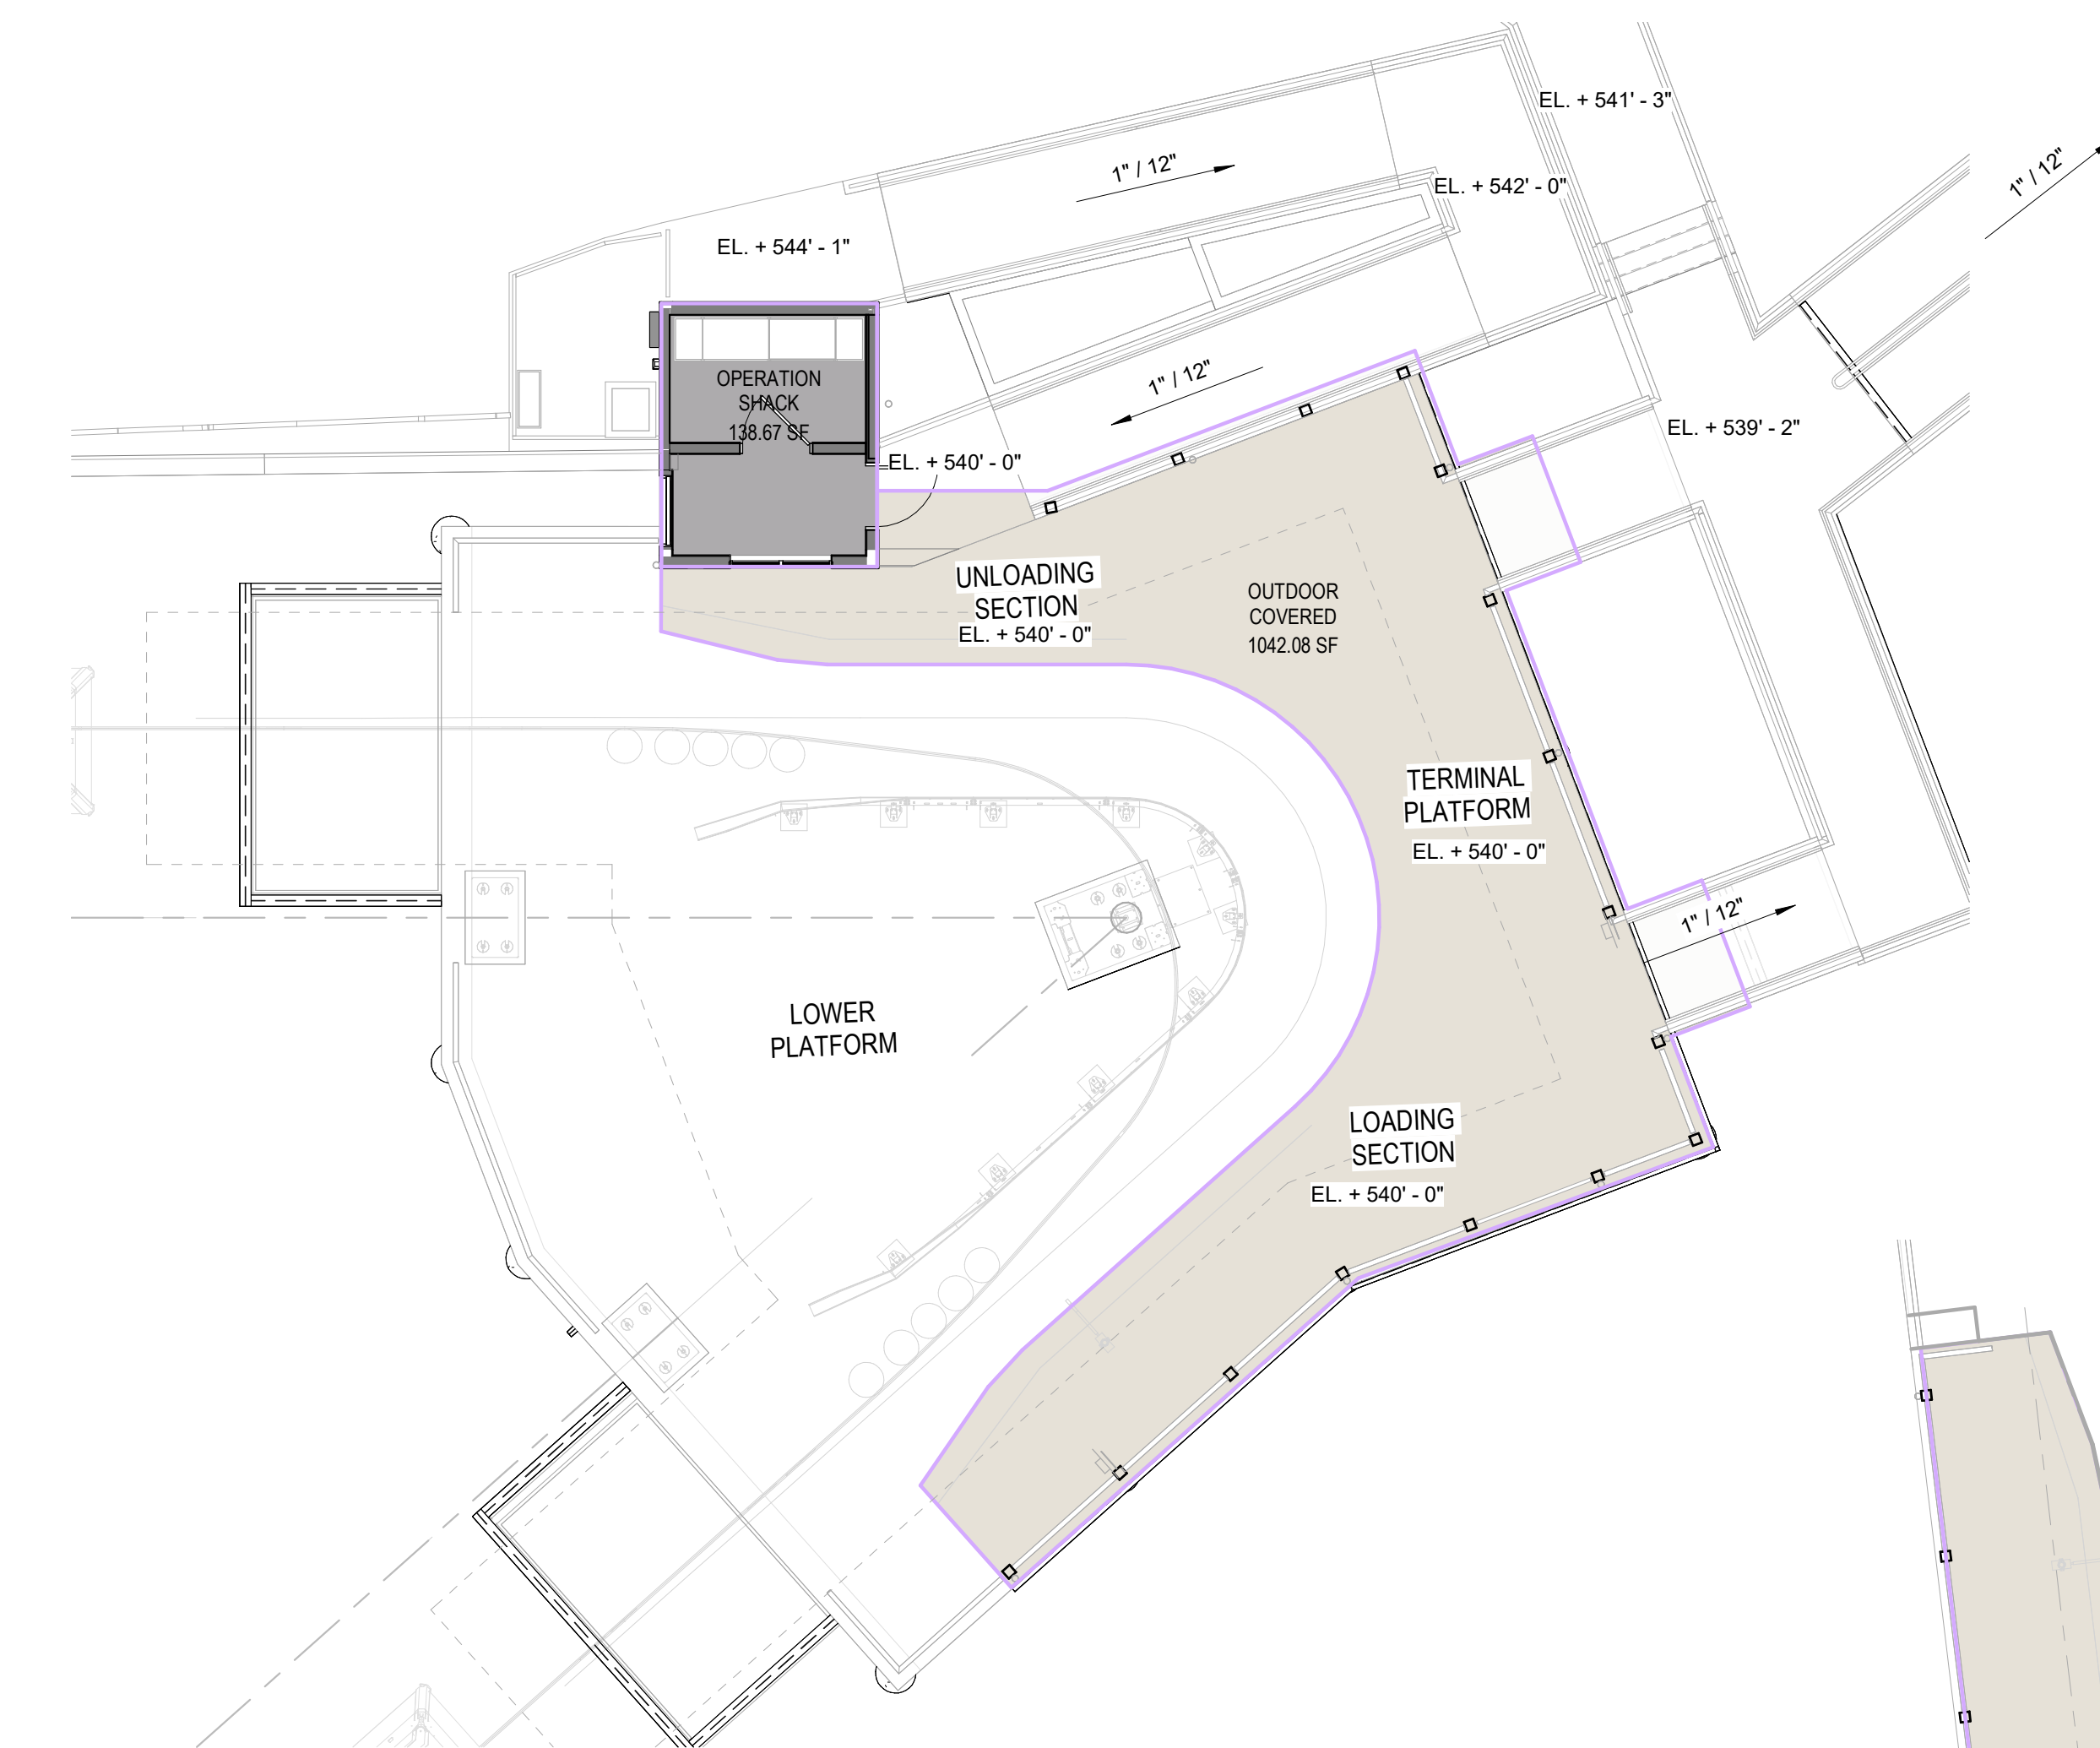 EL. + 541' - 3"
1" / 12"
1" / 12"
EL. + 542' - 0"
EL. + 544' - 1"
OPERATION
SHACK
138.67 SF
1" / 12"
EL. + 539' - 2"
EL. + 540' - 0"
UNLOADING
SECTION
EL. + 540' - 0"
OUTDOOR
COVERED
1042.08 SF
TERMINAL
PLATFORM
EL. + 540' - 0"
1" / 12"
LOWER
PLATFORM
LOADING
SECTION
EL. + 540' - 0"